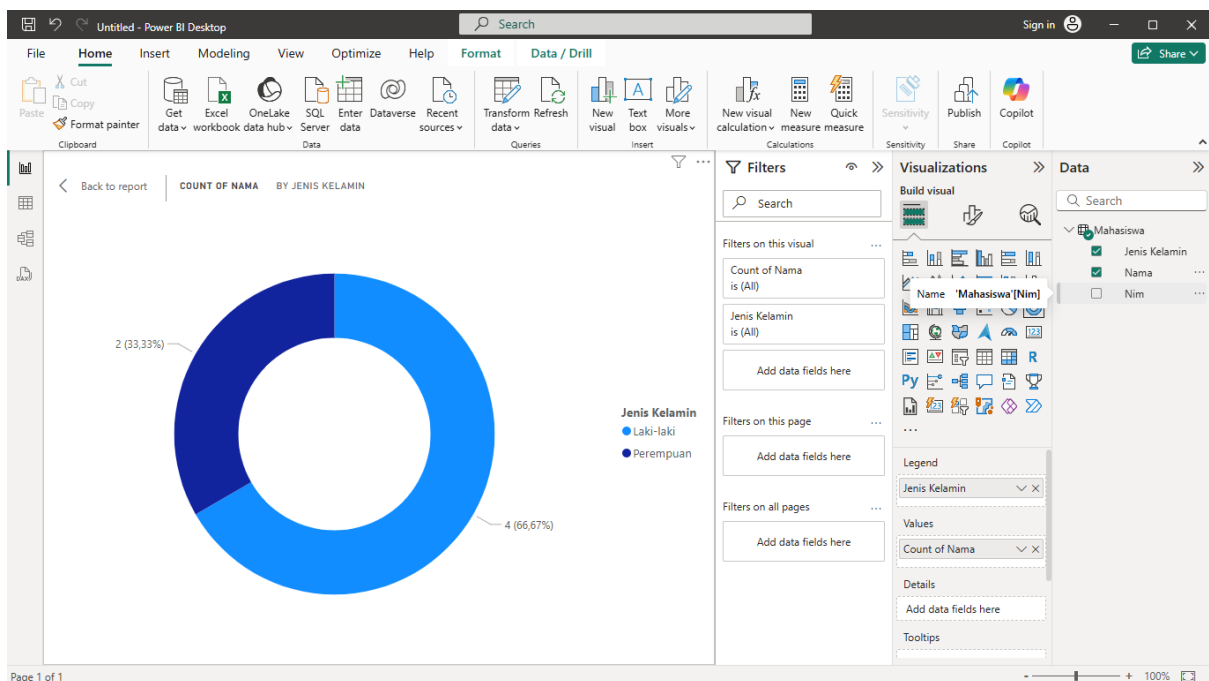 Untitled - Power BI Desktop
Search
Sign in
File
Home
Insert
Modeling
View
Optimize
Help
Format
Data / Drill
Share
Paste
Cut
Copy
Format painter
Clipboard
Get data
Excel workbook
OneLake data hub
SQL Server
Enter data
Dataverse
Recent sources
Data
Transform data
Refresh
Queries
New visual
Text box
More visuals
Insert
New visual calculation
New measure
Quick measure
Calculations
Sensitivity
Sensitivity
Publish
Share
Copilot
Copilot
Back to report
COUNT OF NAMA BY JENIS KELAMIN
2 (33,33%)
4 (66,67%)
Jenis Kelamin
Laki-laki
Perempuan
Filters
Search
Filters on this visual
Count of Nama
is (All)
Jenis Kelamin
is (All)
Add data fields here
Filters on this page
Add data fields here
Filters on all pages
Add data fields here
Visualizations
Build visual
Name 'Mahasiswa'[Nim]
123
R
Py
Legend
Jenis Kelamin
Values
Count of Nama
Details
Add data fields here
Tooltips
Data
Search
Mahasiswa
Jenis Kelamin
Nama
Nim
Page 1 of 1
100%